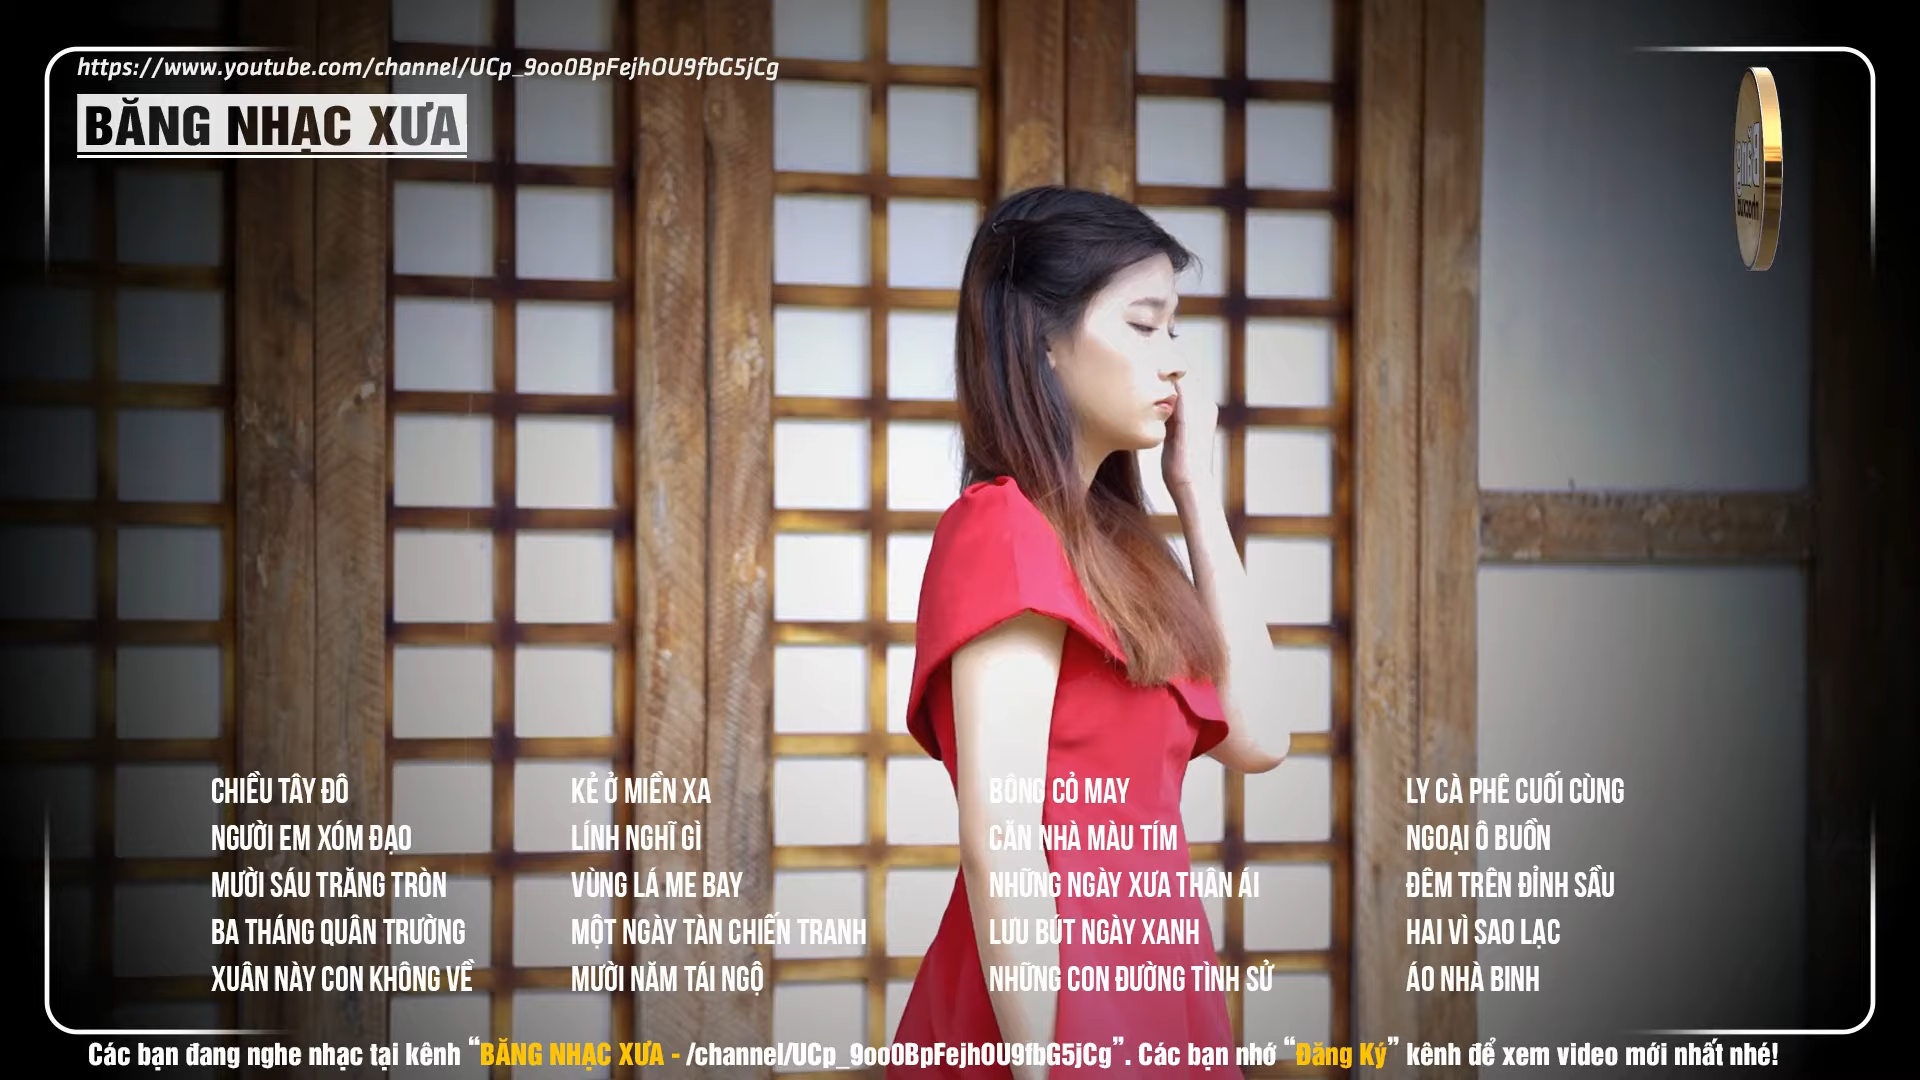 https://www.youtube.com/channel/UCp_9oo0BpFejhOU9fbG5jCg
BĂNG NHẠC XƯA
CHIỀU TÂY ĐÔ
NGƯỜI EM XÓM ĐẠO
MƯỜI SÁU TRĂNG TRÒN
BA THÁNG QUÂN TRƯỜNG
XUÂN NÀY CON KHÔNG VỀ
KẺ Ở MIỀN XA
LÍNH NGHĨ GÌ
VÙNG LÁ ME BAY
MỘT NGÀY TÀN CHIẾN TRANH
MƯỜI NĂM TÁI NGỘ
BÔNG CỎ MAY
CĂN NHÀ MÀU TÍM
NHỮNG NGÀY XƯA THÂN ÁI
LƯU BÚT NGÀY XANH
NHỮNG CON ĐƯỜNG TÌNH SỬ
LY CÀ PHÊ CUỐI CÙNG
NGOẠI Ô BUỒN
ĐÊM TRÊN ĐỈNH SẦU
HAI VÌ SAO LẠC
ÁO NHÀ BINH
Các bạn đang nghe nhạc tại kênh “BĂNG NHẠC XƯA - /channel/UCp_9oo0BpFejhOU9fbG5jCg”. Các bạn nhớ “Đăng Ký” kênh để xem video mới nhất nhé!